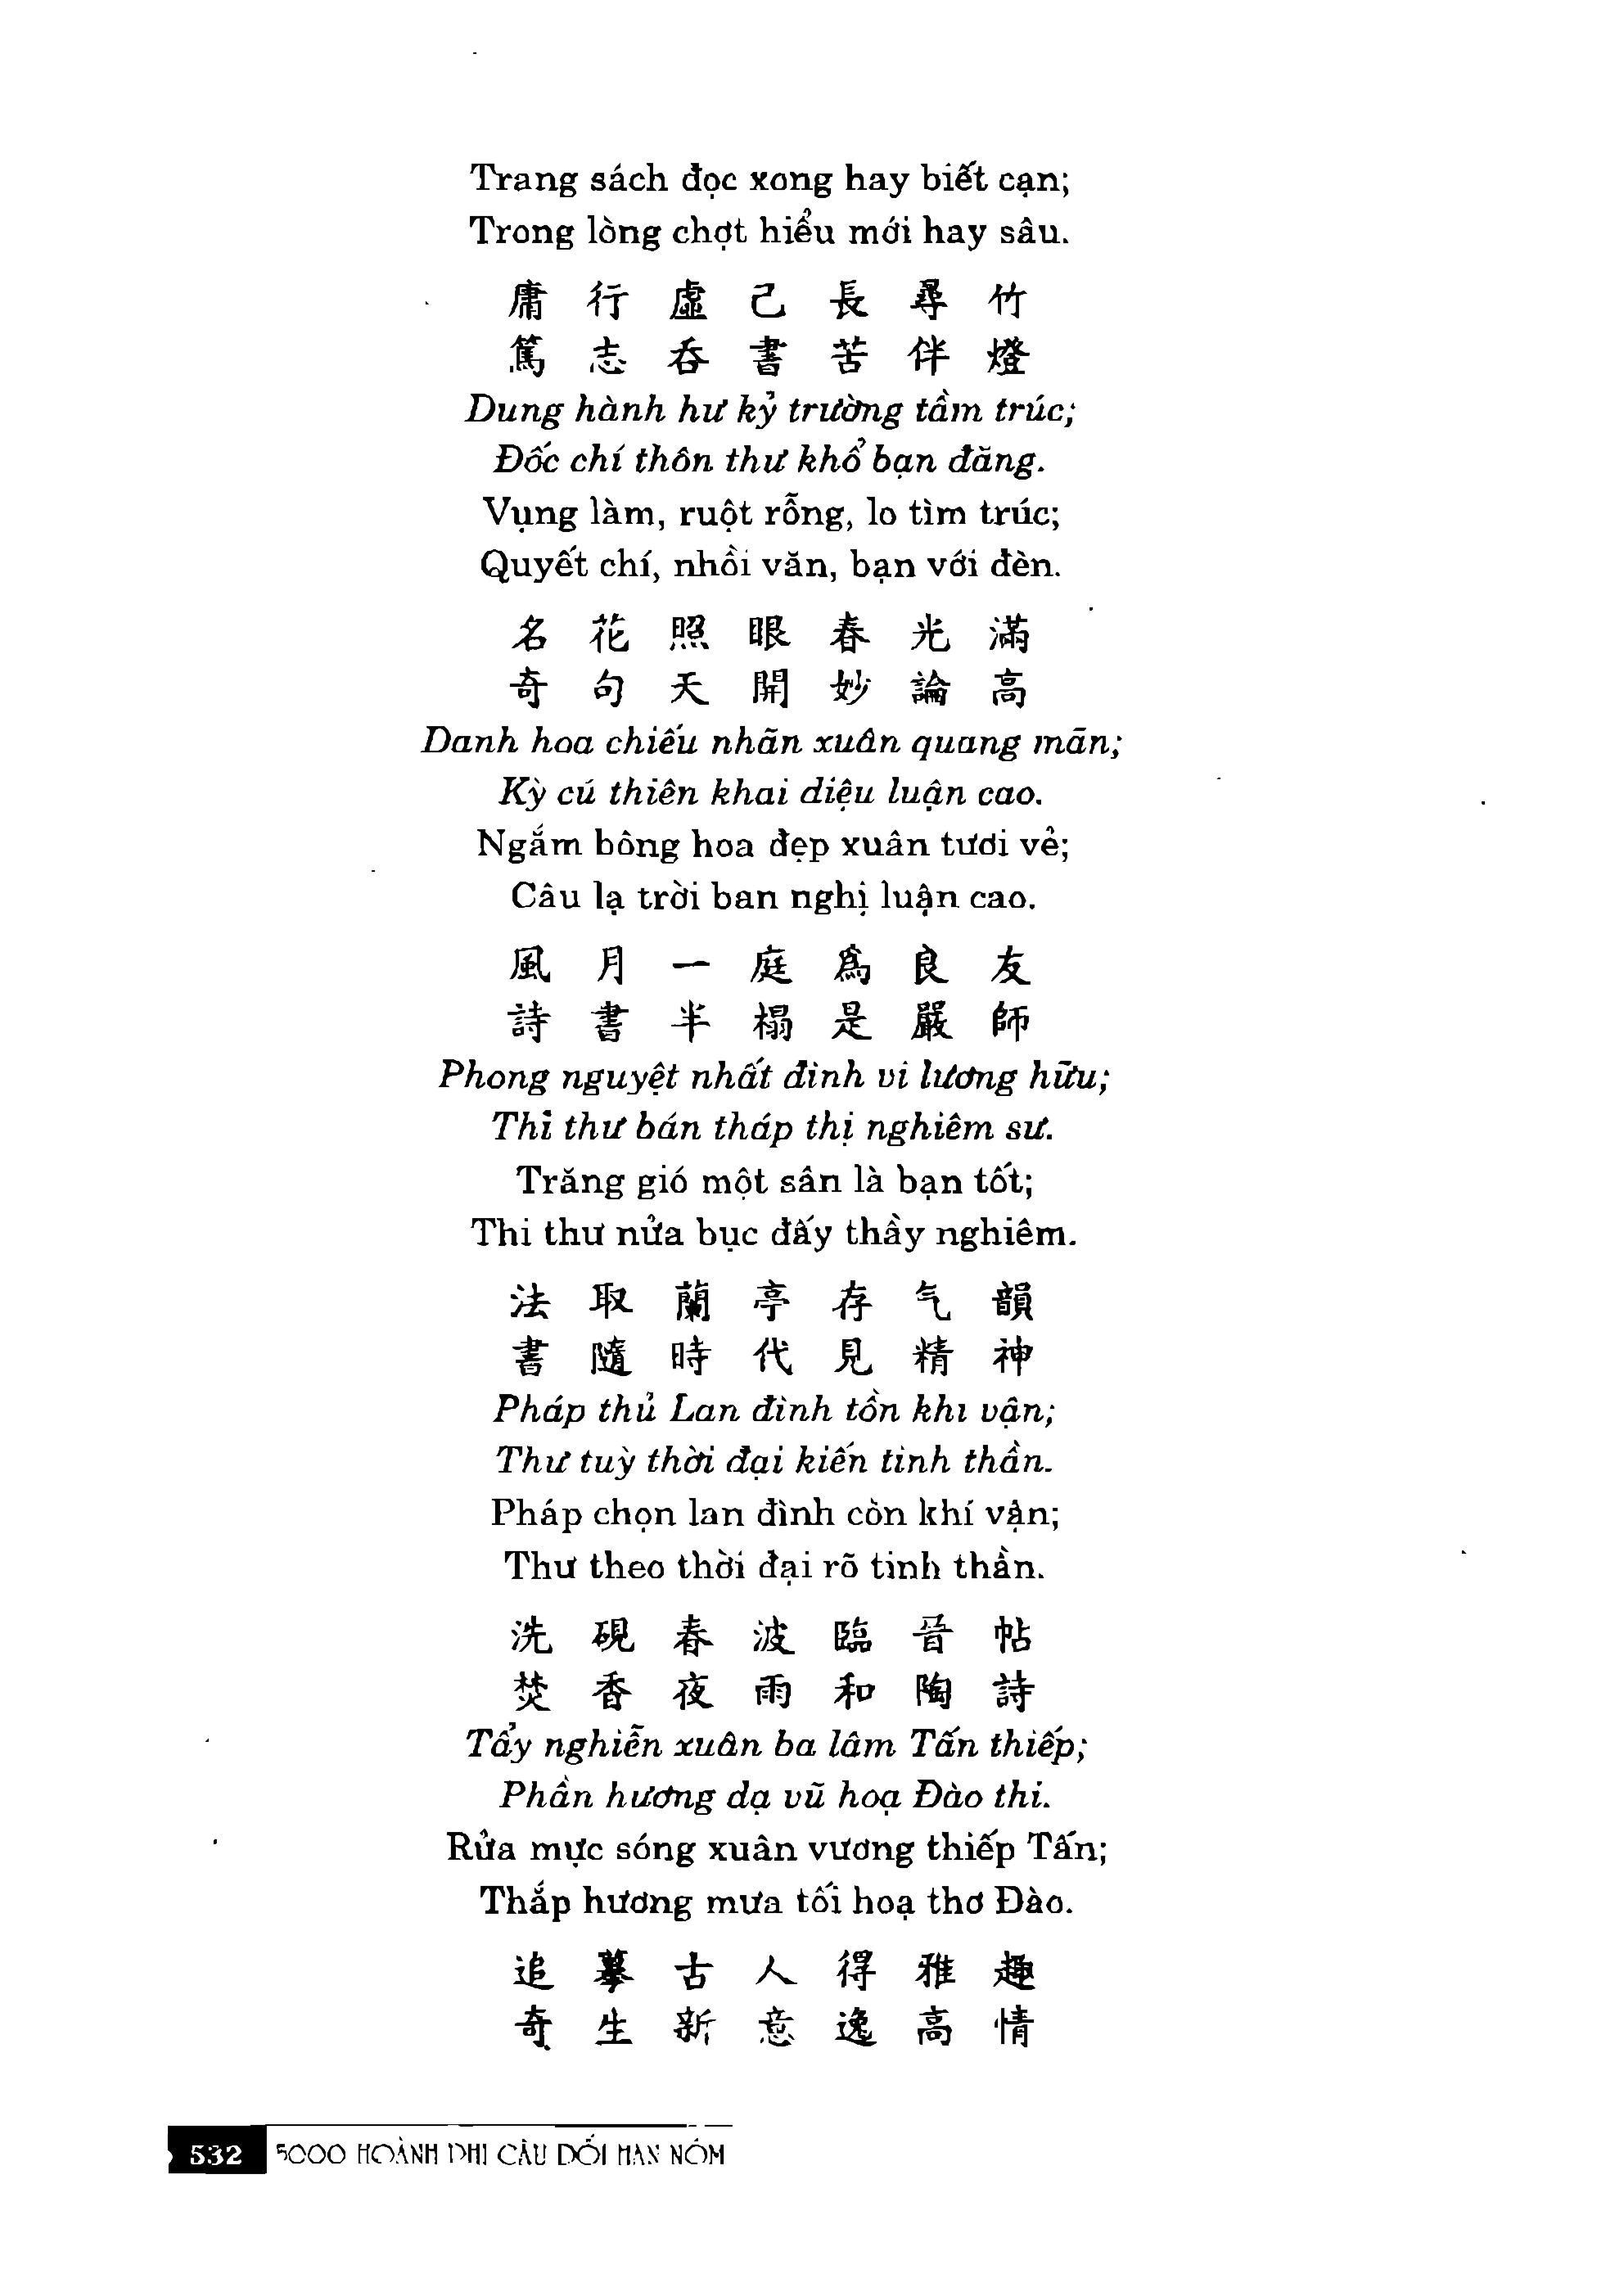 Trang sách đọc xong hay biết cạn;
Trong lòng chợt hiểu mới hay sâu.
庸 行 虛 己 長 尋 竹
篤 志 吞 書 苦 伴 燈
Dung hành hư kỷ trường tầm trúc;
Đốc chí thôn thư khổ bạn đăng.
Vụng làm, ruột rỗng, lo tìm trúc;
Quyết chí, nhồi văn, bạn với đèn.
名 花 照 眼 春 光 滿
奇 句 天 開 妙 論 高
Danh hoa chiếu nhãn xuân quang mãn;
Kỳ cú thiên khai diệu luận cao.
Ngắm bông hoa đẹp xuân tươi vẻ;
Câu lạ trời ban nghị luận cao.
風 月 一 庭 爲 良 友
詩 書 半 榻 是 嚴 師
Phong nguyệt nhất đình vi lương hữu;
Thi thư bán tháp thị nghiêm sư.
Trăng gió một sân là bạn tốt;
Thi thư nửa bục đấy thầy nghiêm.
法 取 蘭 亭 存 气 韻
書 隨 時 代 見 精 神
Pháp thủ Lan đình tồn khí vận;
Thư tuỳ thời đại kiến tinh thần.
Pháp chọn lan đình còn khí vận;
Thư theo thời đại rõ tinh thần.
洗 硯 春 波 臨 晉 帖
焚 香 夜 雨 和 陶 詩
Tẩy nghiễn xuân ba lâm Tấn thiếp;
Phần hương dạ vũ hoạ Đào thi.
Rửa mực sóng xuân vương thiếp Tấn;
Thắp hương mưa tối hoạ thơ Đào.
追 摹 古 人 得 雅 趣
奇 生 新 意 逸 高 情
532 5000 HOÀNH PHI CÂU ĐỐI HÁN NÔM